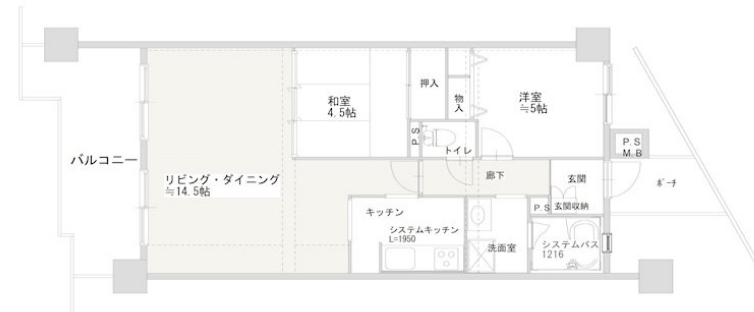 和室
4.5帖
押入
物入
洋室
≒5帖
P.S
トイレ
P.S
M.B
バルコニー
リビング・ダイニング
≒14.5帖
廊下
玄関
ポーチ
キッチン
システムキッチン
L=1950
P.S
玄関収納
洗面室
システムバス
1216